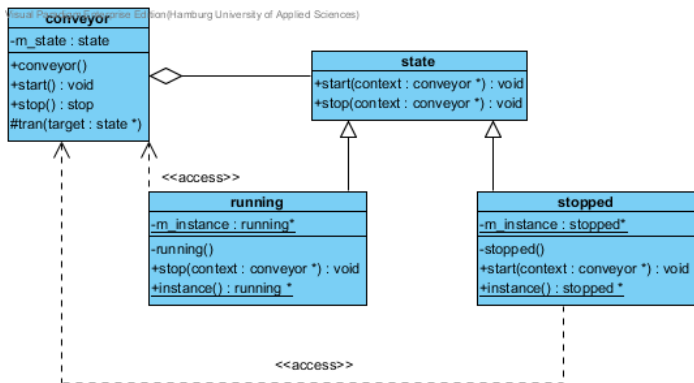 Visual Paradigm Enterprise Edition(Hamburg University of Applied Sciences)
conveyor
-m_state : state
+conveyor()
+start() : void
+stop() : stop
#tran(target : state *)
state
+start(context : conveyor *) : void
+stop(context : conveyor *) : void
<<access>>
running
-m_instance : running*
-running()
+stop(context : conveyor *) : void
+instance() : running *
stopped
-m_instance : stopped*
-stopped()
+start(context : conveyor *) : void
+instance() : stopped *
<<access>>